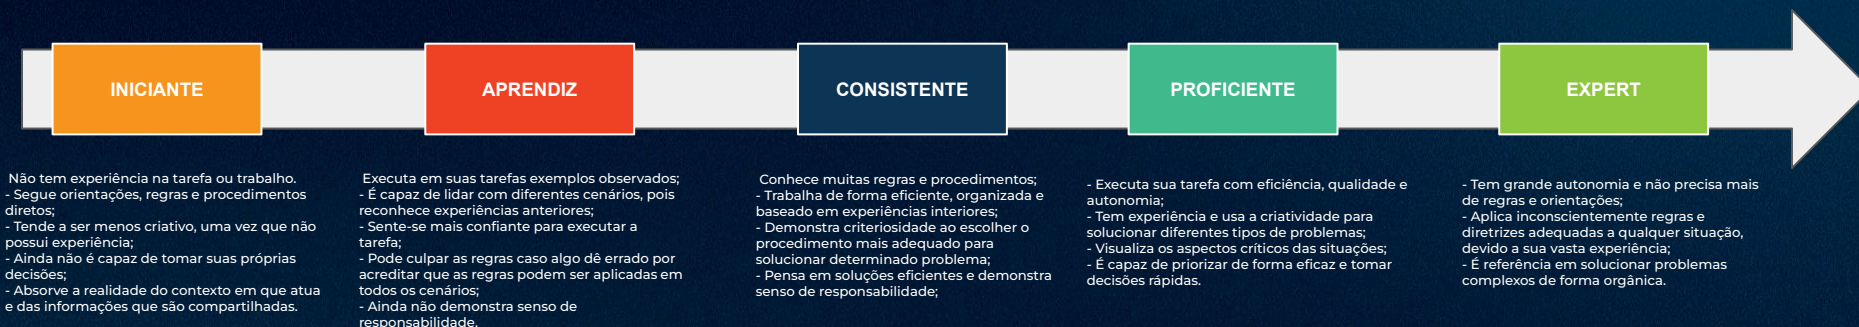 INICIANTE
APRENDIZ
CONSISTENTE
PROFICIENTE
EXPERT
Não tem experiência na tarefa ou trabalho.
- Segue orientações, regras e procedimentos
diretos;
- Tende a ser menos criativo, uma vez que não
possui experiência;
- Ainda não é capaz de tomar suas próprias
decisões;
- Absorve a realidade do contexto em que atua
e das informações que são compartilhadas.
Executa em suas tarefas exemplos observados;
- É capaz de lidar com diferentes cenários, pois
reconhece experiências anteriores;
- Sente-se mais confiante para executar a
tarefa;
- Pode culpar as regras caso algo dê errado por
acreditar que as regras podem ser aplicadas em
todos os cenários;
- Ainda não demonstra senso de
responsabilidade.
Conhece muitas regras e procedimentos;
- Trabalha de forma eficiente, organizada e
baseado em experiências interiores;
- Demonstra criteriosidade ao escolher o
procedimento mais adequado para
solucionar determinado problema;
- Pensa em soluções eficientes e demonstra
senso de responsabilidade;
- Executa sua tarefa com eficiência, qualidade e
autonomia;
- Tem experiência e usa a criatividade para
solucionar diferentes tipos de problemas;
- Visualiza os aspectos críticos das situações;
- É capaz de priorizar de forma eficaz e tomar
decisões rápidas.
- Tem grande autonomia e não precisa mais
de regras e orientações;
- Aplica inconscientemente regras e
diretrizes adequadas a qualquer situação,
devido a sua vasta experiência;
- É referência em solucionar problemas
complexos de forma orgânica.